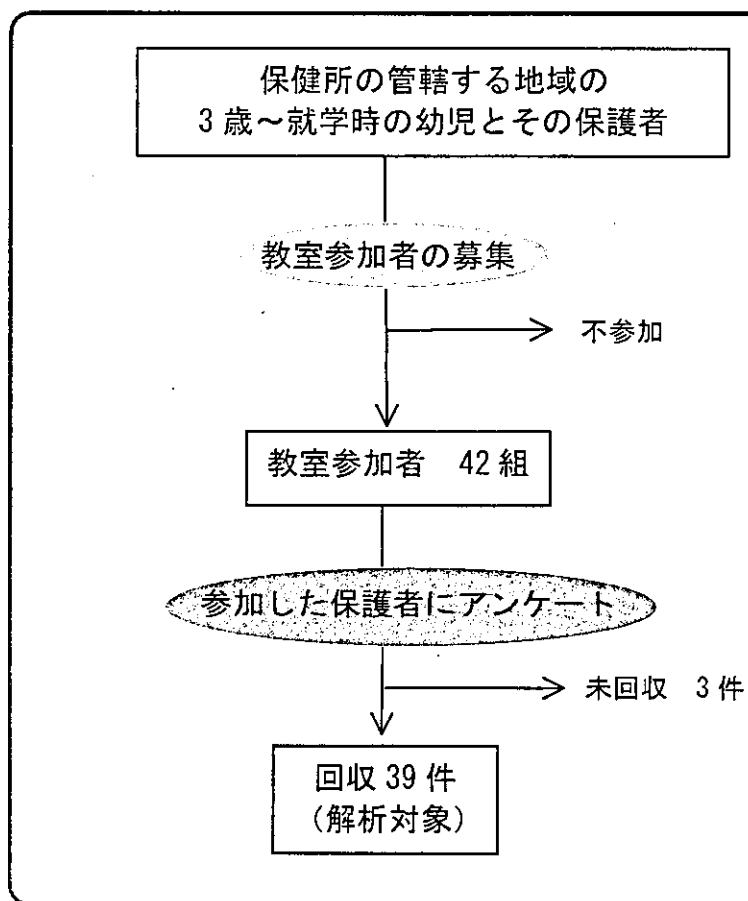 保健所の管轄する地域の
3歳～就学時の幼児とその保護者
教室参加者の募集
不参加
教室参加者　42組
参加した保護者にアンケート
未回収　3件
回収39件
（解析対象）